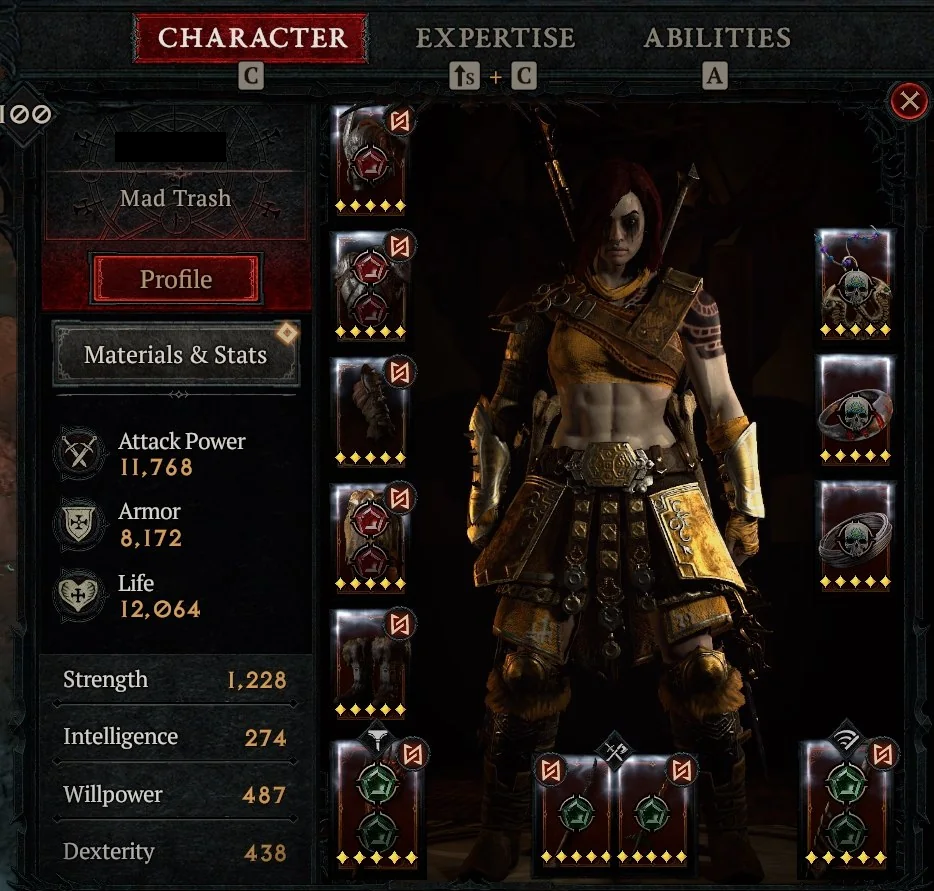 CHARACTER EXPERTISE ABILITIES
C ↑s + C A
100
Mad Trash
Profile
Materials & Stats
Attack Power
11,768
Armor
8,172
Life
12,064
Strength 1,228
Intelligence 274
Willpower 487
Dexterity 438